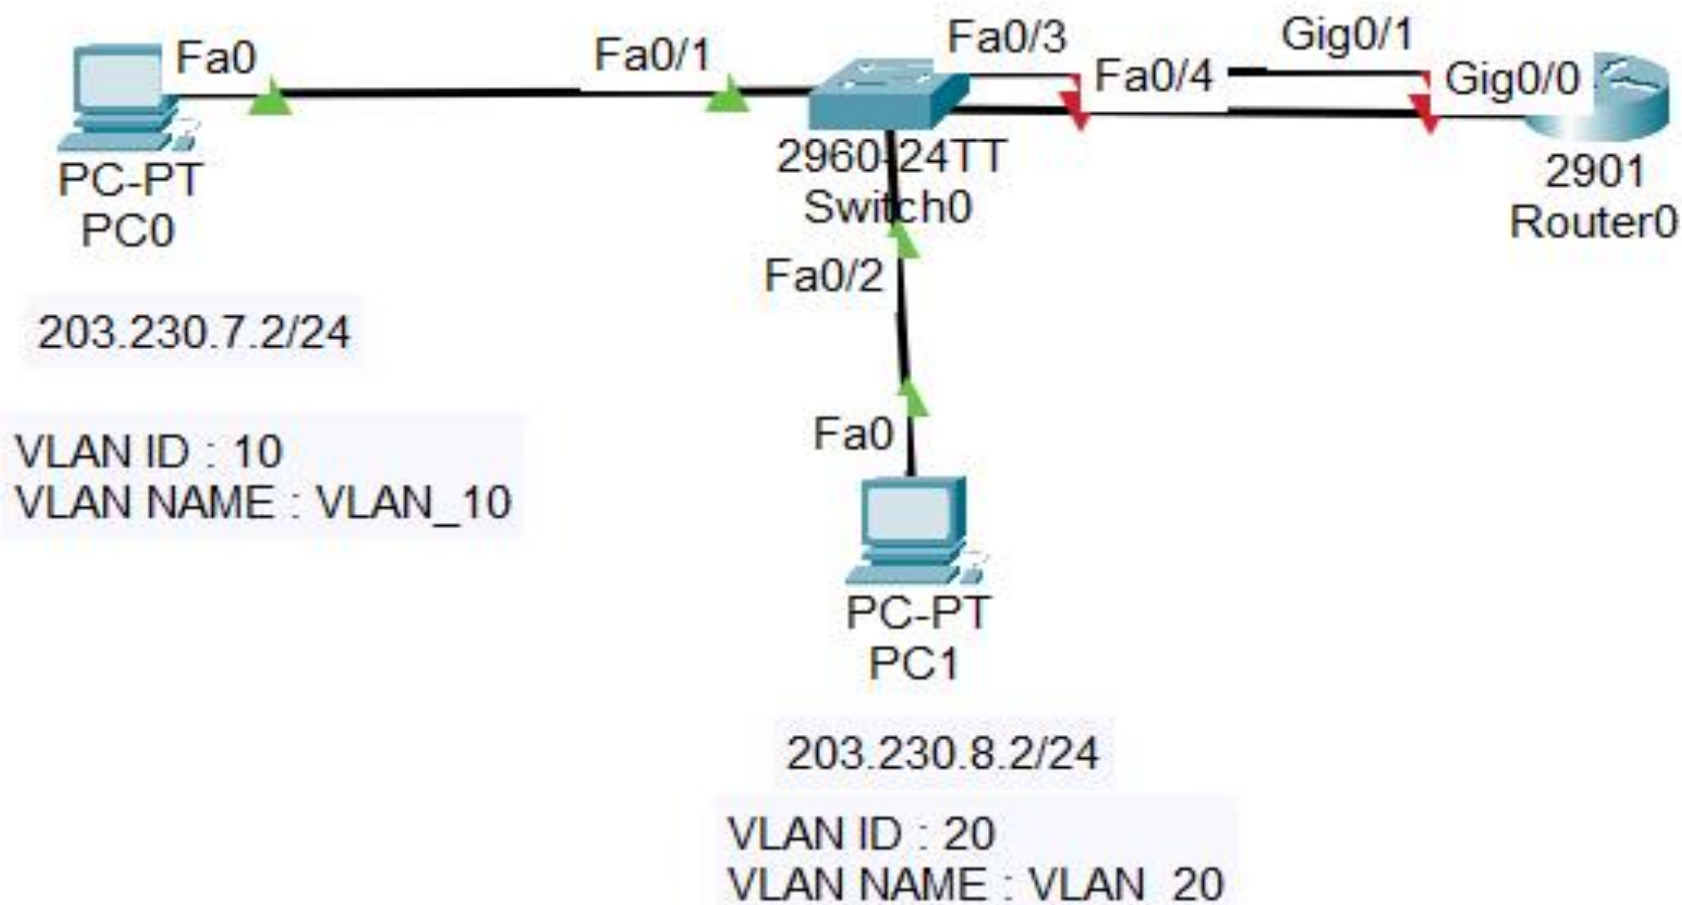 Fa0
Fa0/1
Fa0/3
Fa0/4
Gig0/1
Gig0/0
PC-PT
PC0
2960-24TT
Switch0
2901
Router0
Fa0/2
203.230.7.2/24
VLAN ID : 10
VLAN NAME : VLAN_10
Fa0
PC-PT
PC1
203.230.8.2/24
VLAN ID : 20
VLAN NAME : VLAN_20